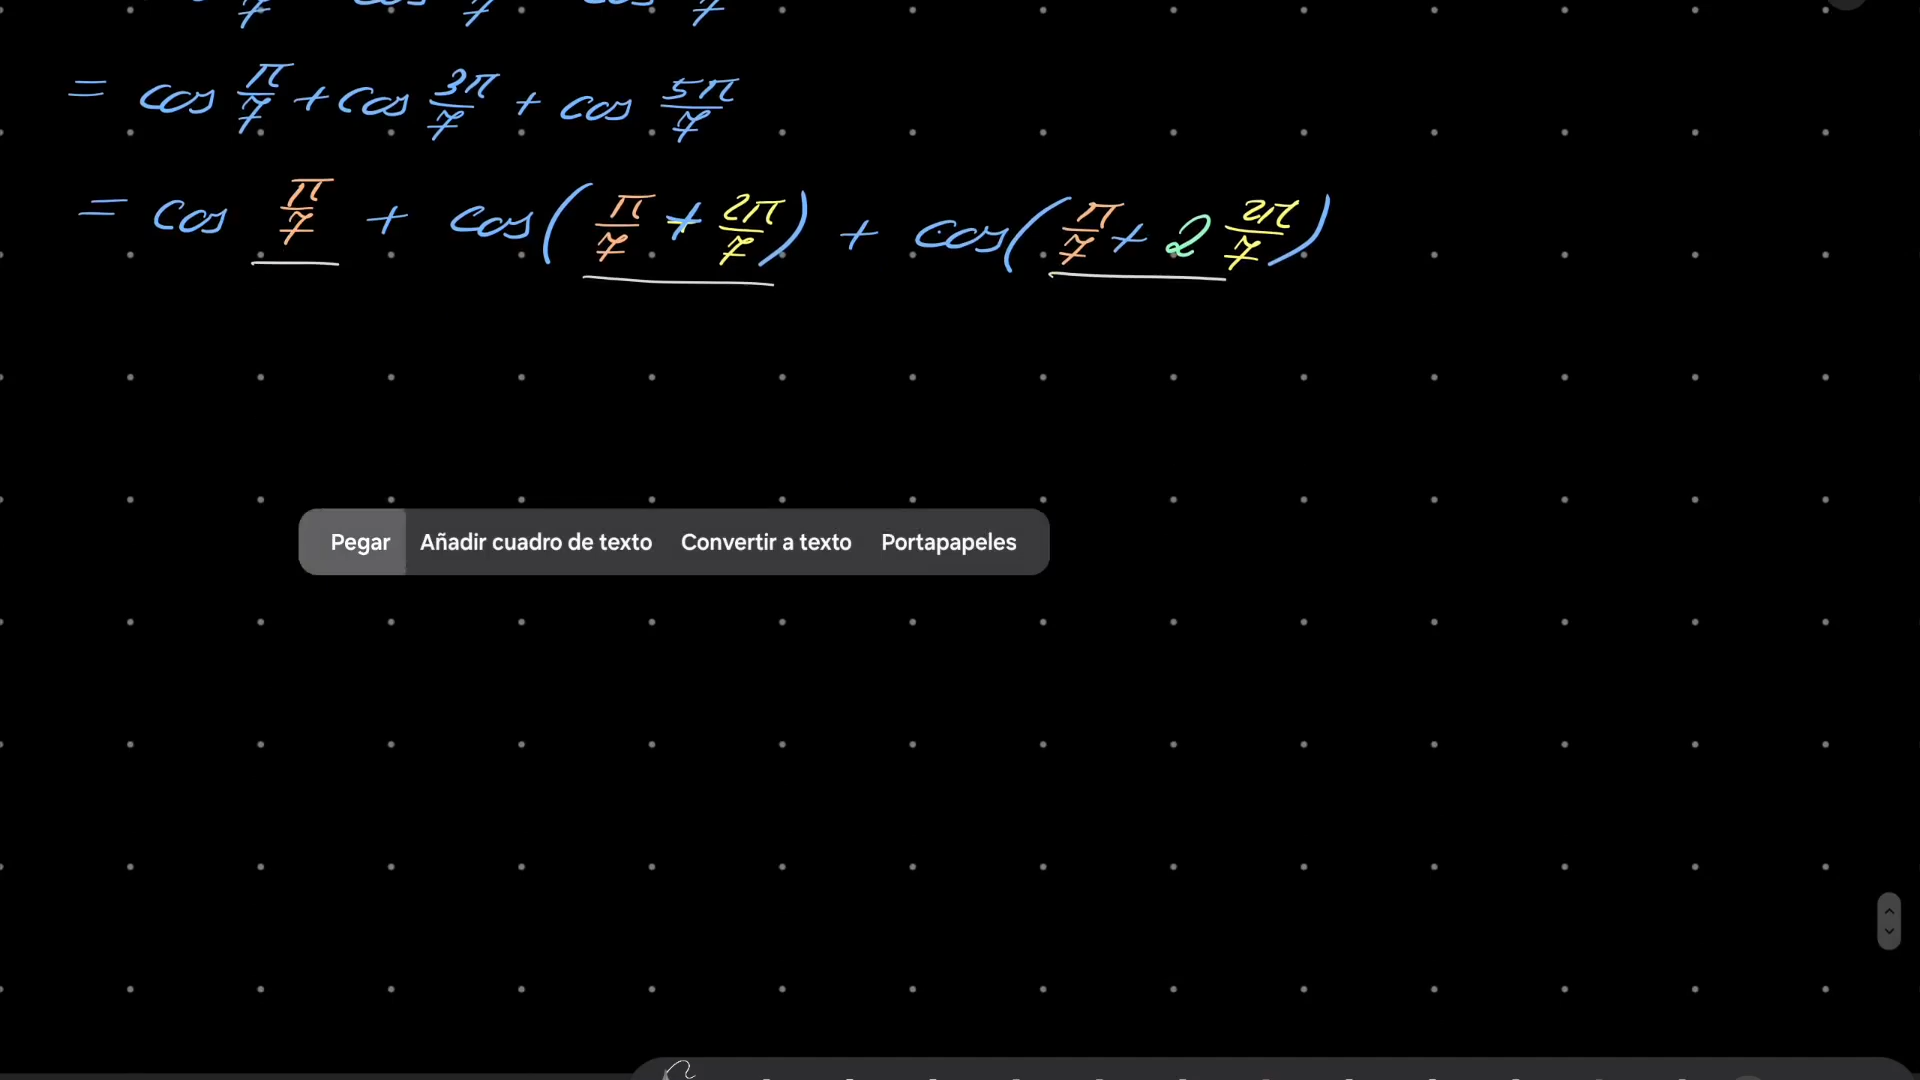 = cos π/7 + cos 3π/7 + cos 5π/7
= cos π/7 + cos(π/7 + 2π/7) + cos(π/7 + 2 2π/7)
Pegar Añadir cuadro de texto Convertir a texto Portapapeles